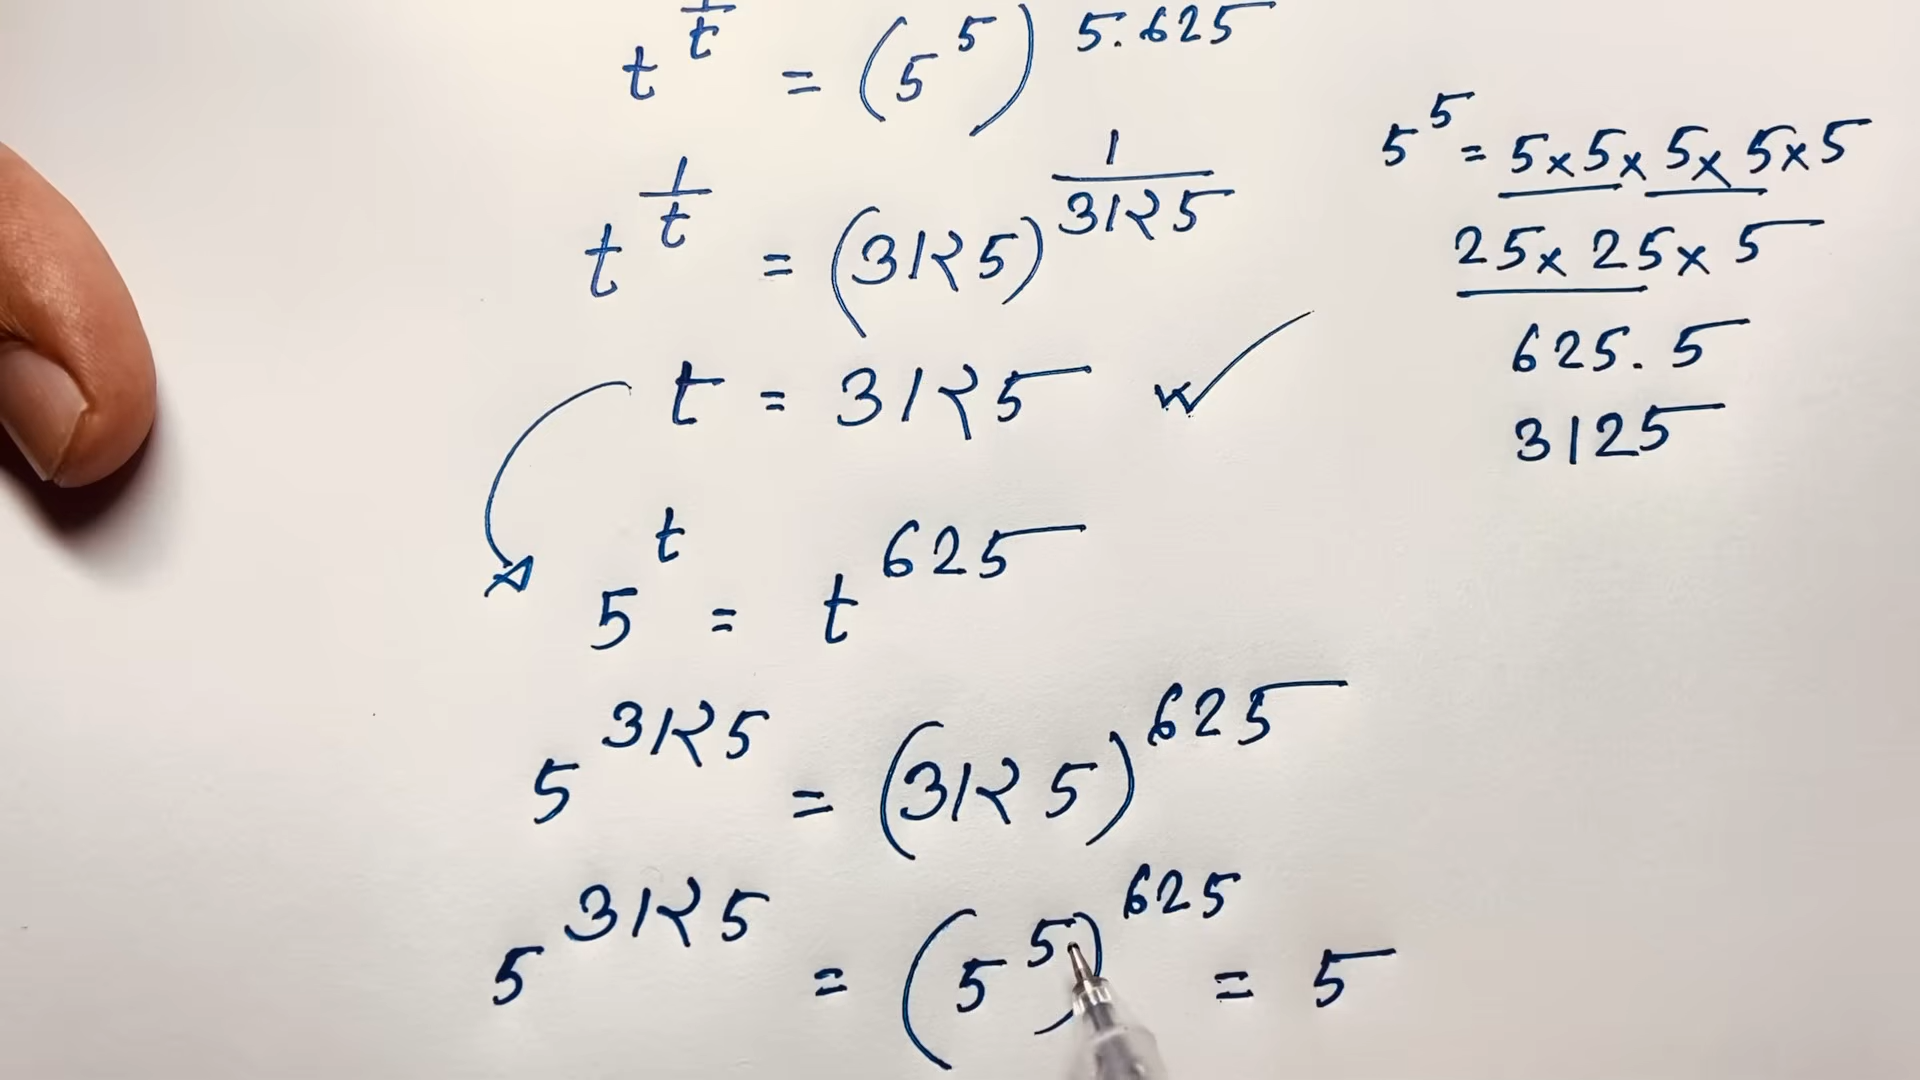 t^(1/t) = (5^5)^(5.625)
t^(1/t) = (3125)^(1/3125)
t = 3125 ✓
5^t = t^625
5^3125 = (3125)^625
5^3125 = (5^5)^625 = 5
5^5 = 5×5×5×5×5
25×25×5
625.5
3125